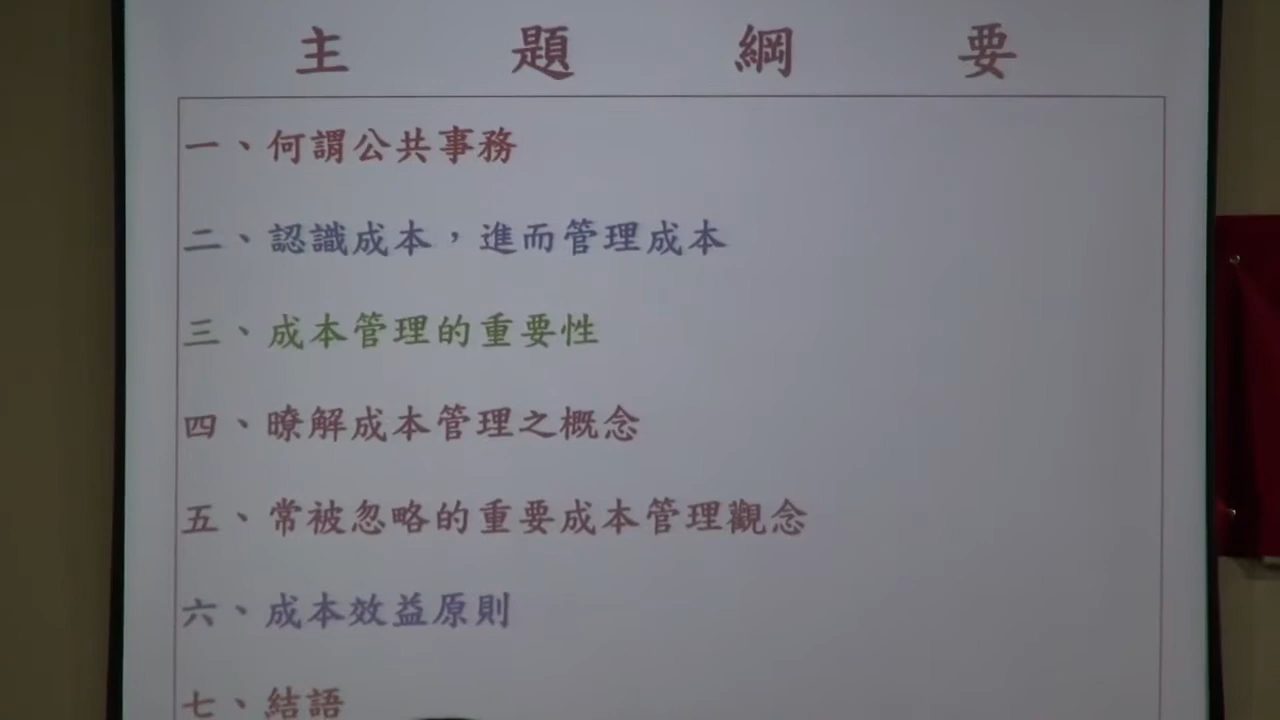 主題綱要
一、何謂公共事務
二、認識成本，進而管理成本
三、成本管理的重要性
四、瞭解成本管理之概念
五、常被忽略的重要成本管理觀念
六、成本效益原則
七、結語